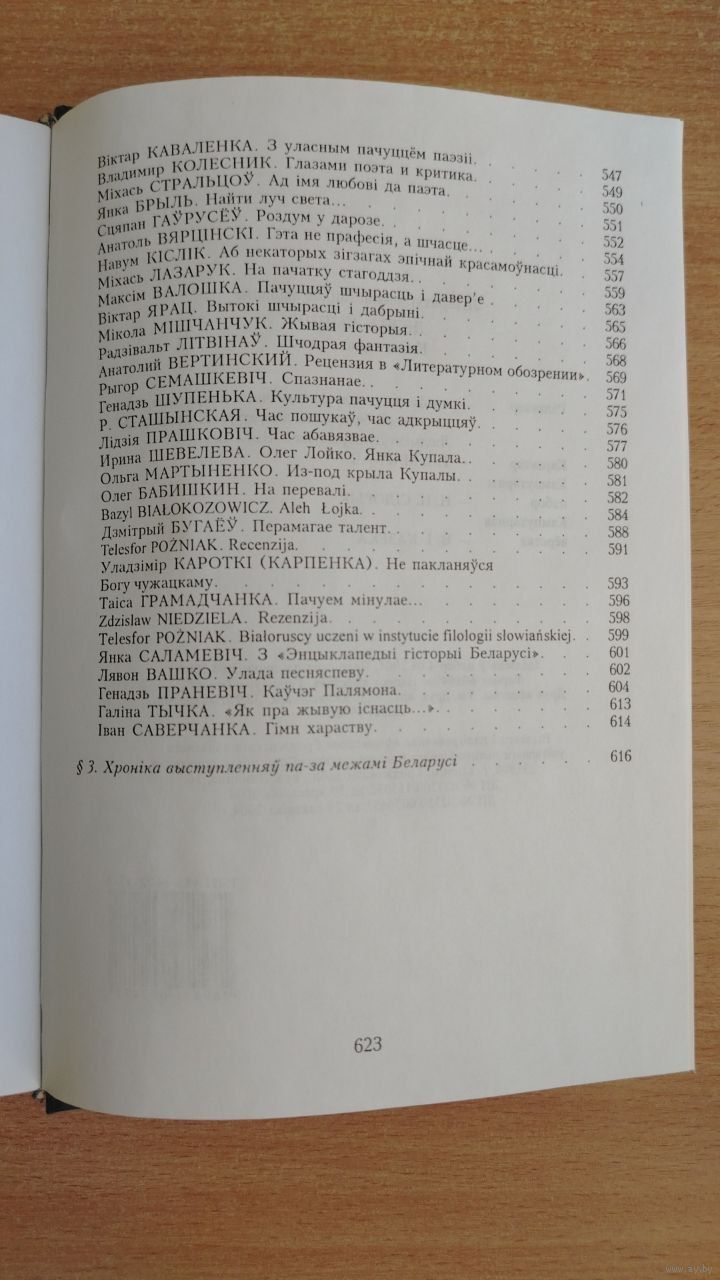 Віктар КАВАЛЕНКА. З уласным пачуццём паэзіі. 547
Владимир КОЛЕСНИК. Глазами поэта и критика. 549
Міхась СТРАЛЬЦОЎ. Ад імя любові да паэта. 550
Янка БРЫЛЬ. Найти луч света... 551
Сцяпан ГАЎРУСЁЎ. Роздум у дарозе. 552
Анатоль ВЯРЦІНСКІ. Гэта не прафесія, а шчасце... 554
Навум КІСЛІК. Аб некаторых зігзагах эпічнай красамоўнасці. 557
Міхась ЛАЗАРУК. На пачатку стагоддзя. 559
Максім ВАЛОШКА. Пачуццяў шчырасць і давер'е 563
Віктар ЯРАЦ. Вытокі шчырасці і дабрыні. 565
Мікола МІШЧАНЧУК. Жывая гісторыя. 566
Радзівальт ЛІТВІНАЎ. Шчодрая фантазія. 568
Анатолий ВЕРТИНСКИЙ. Рецензия в «Литературном обозрении». 569
Рыгор СЕМАШКЕВІЧ. Спазнанае. 571
Генадзь ШУПЕНЬКА. Культура пачуцця і думкі. 575
Р. СТАШЫНСКАЯ. Час пошукаў, час адкрыццяў. 576
Лідзія ПРАШКОВІЧ. Час абавязвае. 577
Ирина ШЕВЕЛЕВА. Олег Лойко. Янка Купала. 580
Ольга МАРТЫНЕНКО. Из-под крыла Купалы. 581
Олег БАБИШКИН. На перевалі. 582
Bazyl BIAŁOKOZOWICZ. Aleh Łojka. 584
Дзмітрый БУГАЁЎ. Перамагае талент. 588
Telesfor POŹNIAK. Recenzija. 591
Уладзімір КАРОТКІ (КАРПЕНКА). Не пакланяўся
Богу чужацкаму. 593
Таіса ГРАМАДЧАНКА. Пачуем мінулае... 596
Zdzislaw NIEDZIELA. Rezenzija. 598
Telesfor POŹNIAK. Białoruscy uczeni w instytucie filologii słowiańskiej. 599
Янка САЛАМЕВІЧ. З «Энцыклапедыі гісторыі Беларусі». 601
Лявон ВАШКО. Улада песняспеву. 602
Генадзь ПРАНЕВІЧ. Каўчэг Палямона. 604
Галіна ТЫЧКА. «Як пра жывую існасць...». 613
Іван САВЕРЧАНКА. Гімн хараству. 614
§ 3. Хроніка выступленняў па-за межамі Беларусі 616
623
www.ay.by